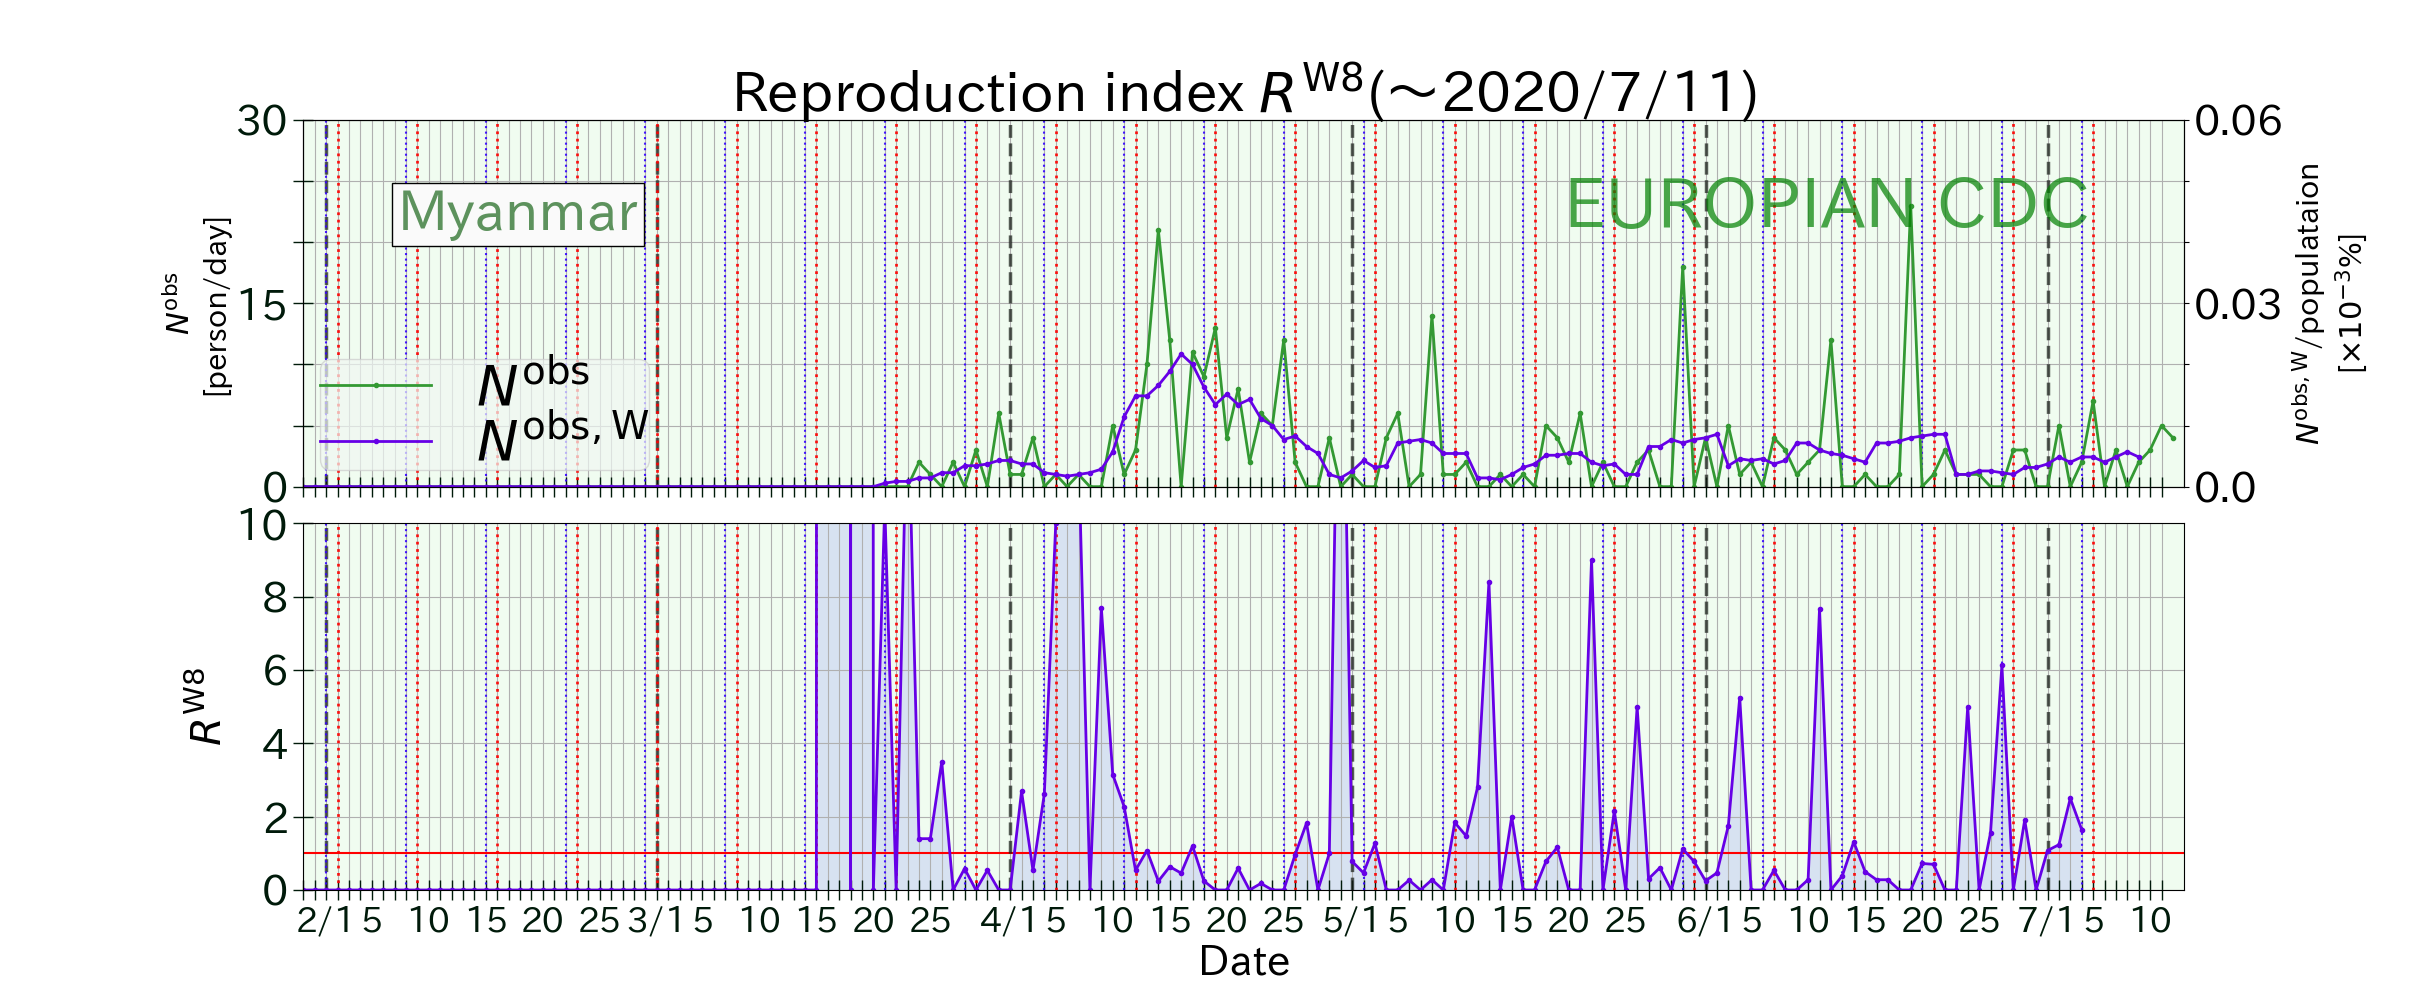 Reproduction index R^W8(～2020/7/11)
30
15
0
N^obs
[person/day]
Myanmar
EUROPIAN CDC
N^obs
N^obs, W
0.06
0.03
0.0
N^obs, W/populataion
[×10^−3%]
10
8
6
4
2
0
R^W8
2/1 5 10 15 20 25 3/1 5 10 15 20 25 4/1 5 10 15 20 25 5/1 5 10 15 20 25 6/1 5 10 15 20 25 7/1 5 10
Date